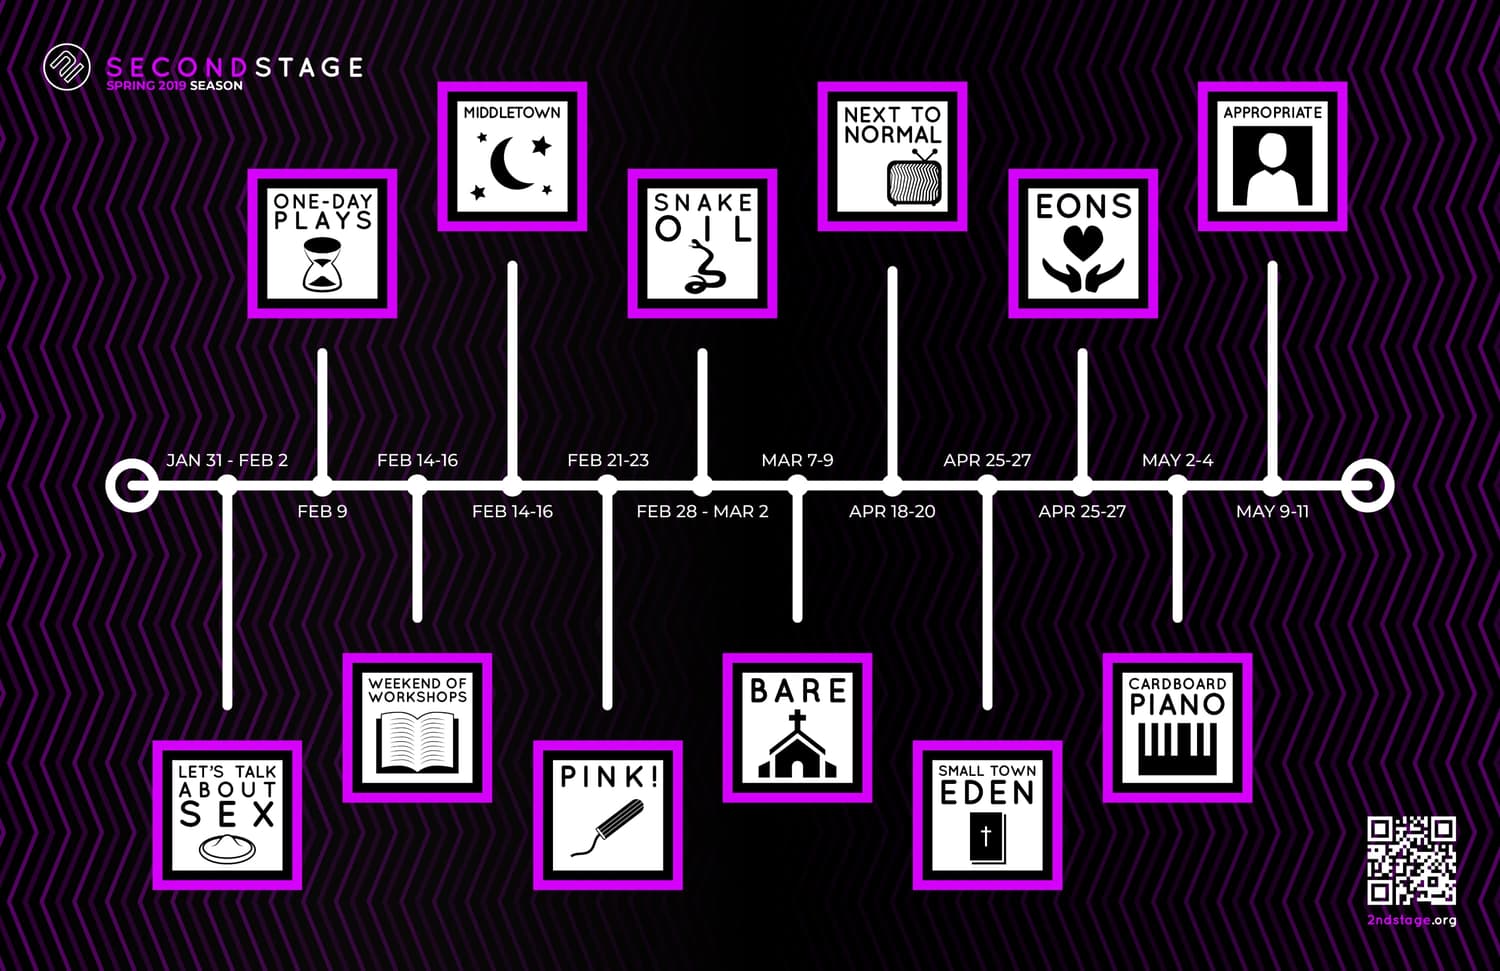 SECONDSTAGE
SPRING 2019 SEASON
MIDDLETOWN
NEXT TO
NORMAL
APPROPRIATE
ONE-DAY
PLAYS
SNAKE
OIL
EONS
JAN 31 - FEB 2
FEB 14-16
FEB 21-23
MAR 7-9
APR 25-27
MAY 2-4
FEB 9
FEB 14-16
FEB 28 - MAR 2
APR 18-20
APR 25-27
MAY 9-11
WEEKEND OF
WORKSHOPS
BARE
CARDBOARD
PIANO
LET'S TALK
ABOUT
SEX
PINK!
SMALL TOWN
EDEN
2ndstage.org